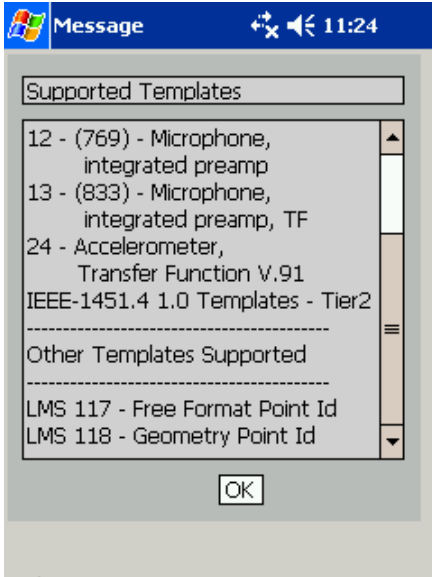 Message 11:24
Supported Templates
12 - (769) - Microphone,
integrated preamp
13 - (833) - Microphone,
integrated preamp, TF
24 - Accelerometer,
Transfer Function V.91
IEEE-1451.4 1.0 Templates - Tier2
----------------------------------------
Other Templates Supported
----------------------------------------
LMS 117 - Free Format Point Id
LMS 118 - Geometry Point Id
OK